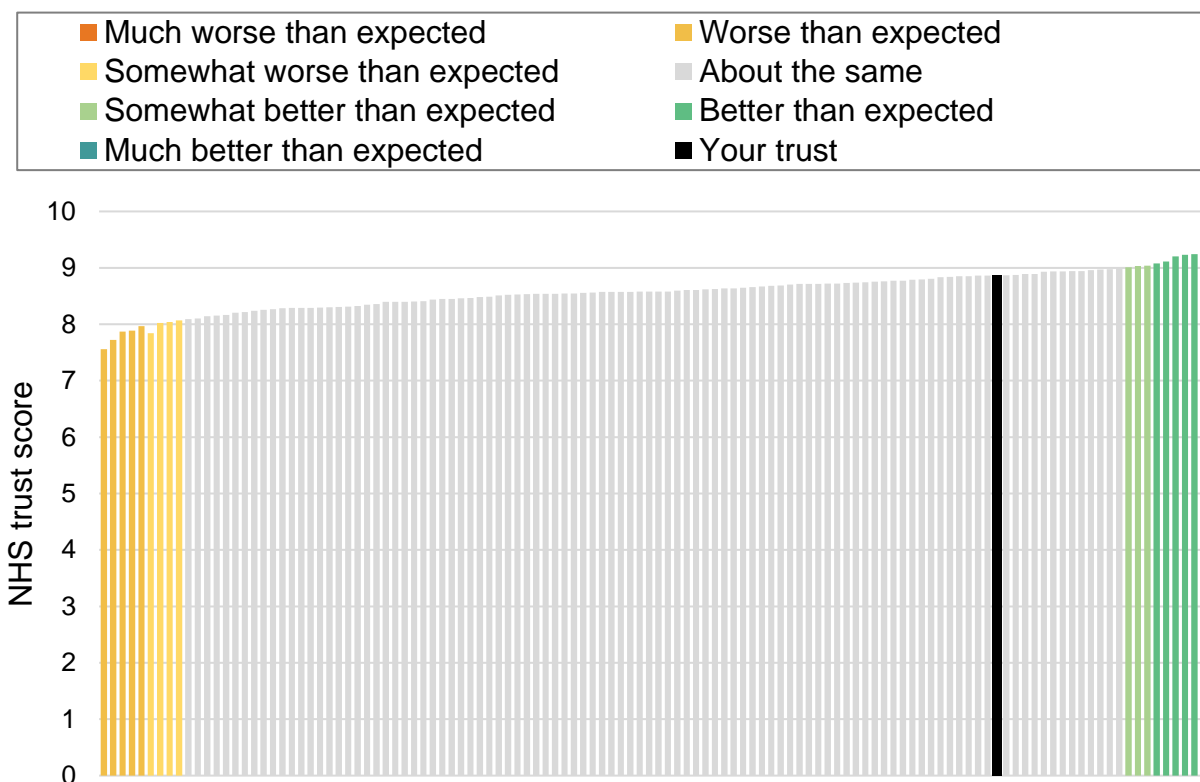 Much worse than expected
Worse than expected
Somewhat worse than expected
About the same
Somewhat better than expected
Better than expected
Much better than expected
Your trust
NHS trust score
10
9
8
7
6
5
4
3
2
1
0